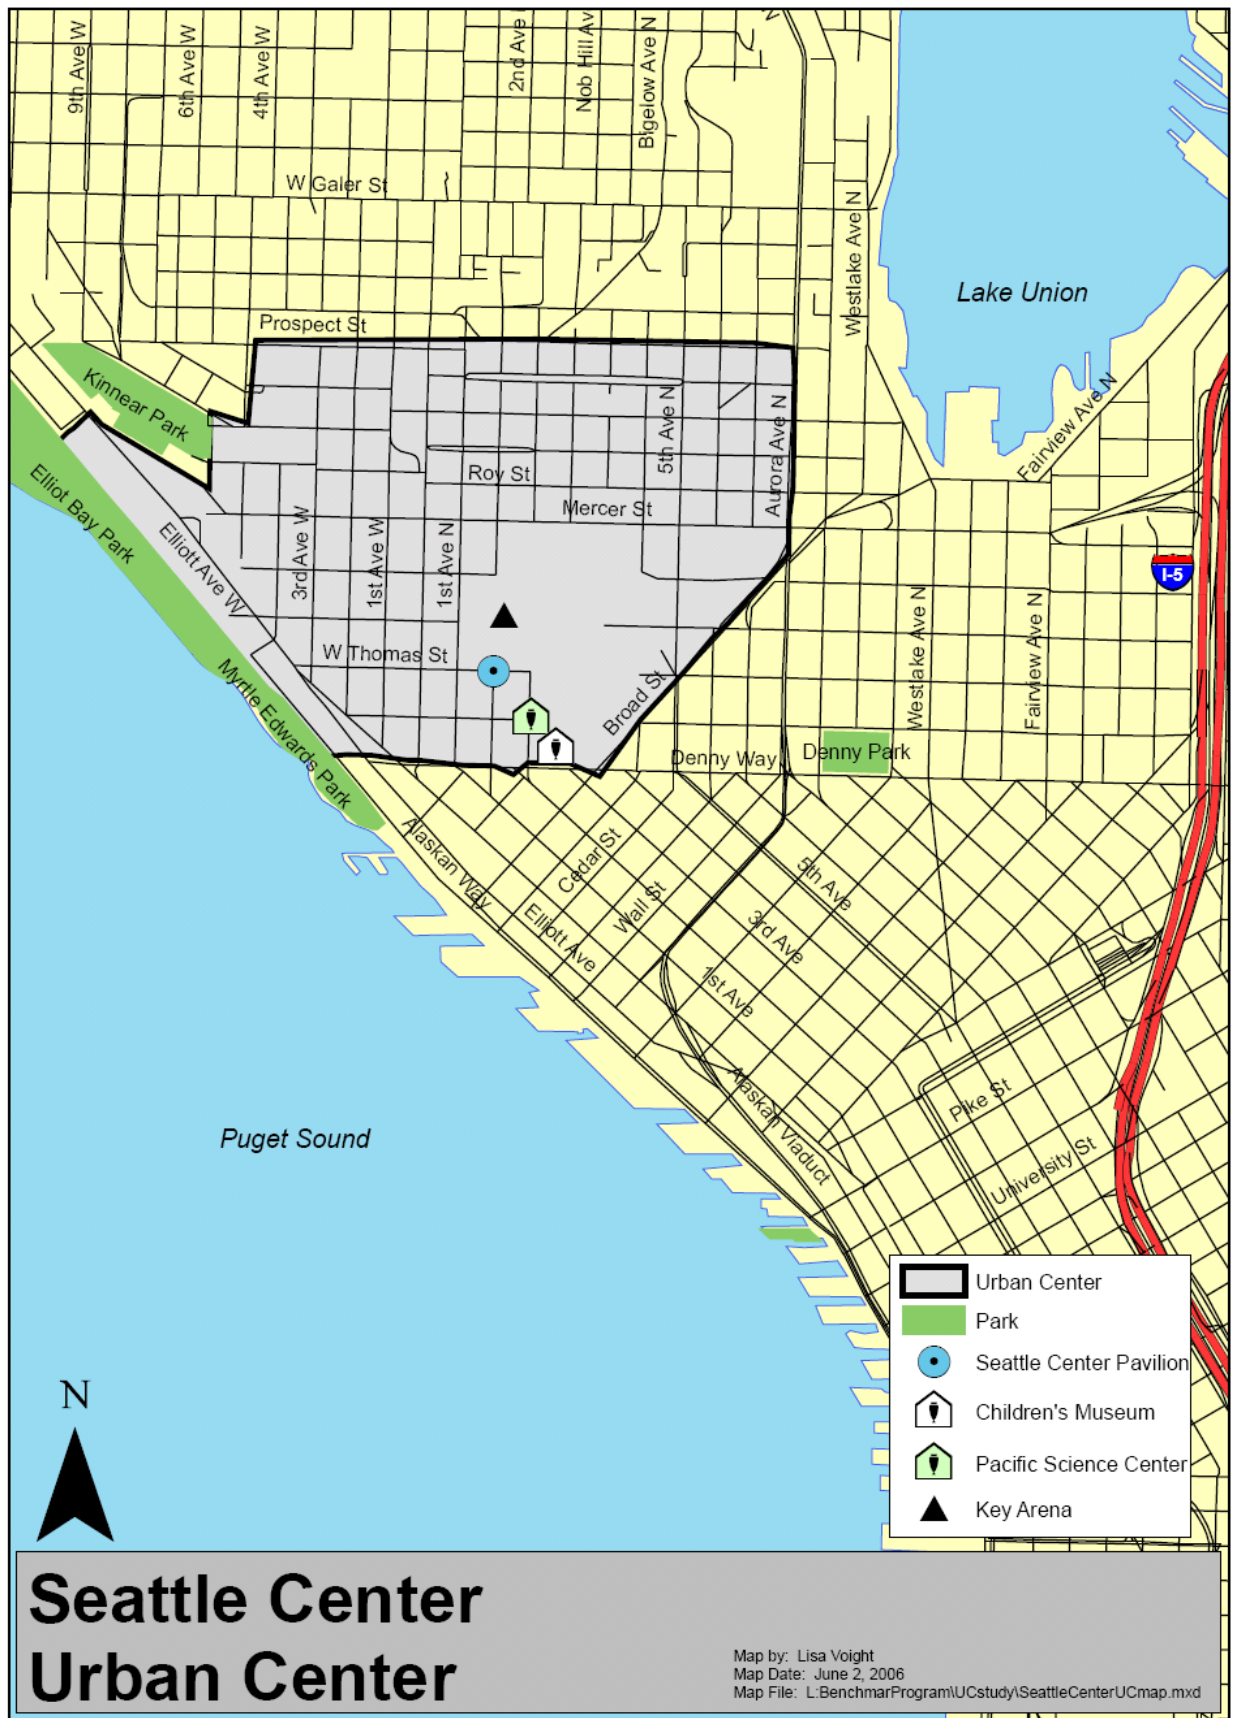 9th Ave W
6th Ave W
4th Ave W
2nd Ave
Nob Hill Av
Bigelow Ave N
N
W Galer St
Westlake Ave N
Lake Union
Prospect St
Kinnear Park
Fairview Ave N
5th Ave N
Aurora Ave N
Elliot Bay Park
Roy St
Mercer St
Elliott Ave W
3rd Ave W
1st Ave W
1st Ave N
I-5
Westlake Ave N
Fairview Ave N
W Thomas St
Myrtle Edwards Park
Broad St
Denny Way
Denny Park
Alaskan Way
Cedar St
5th Ave
Elliott Ave
Wall St
3rd Ave
1st Ave
Alaskan Viaduct
Pike St
University St
Puget Sound
Urban Center
Park
Seattle Center Pavilion
Children's Museum
Pacific Science Center
Key Arena
N
Seattle Center
Urban Center
Map by: Lisa Voight
Map Date: June 2, 2006
Map File: L:BenchmarProgram\UCstudy\SeattleCenterUCmap.mxd